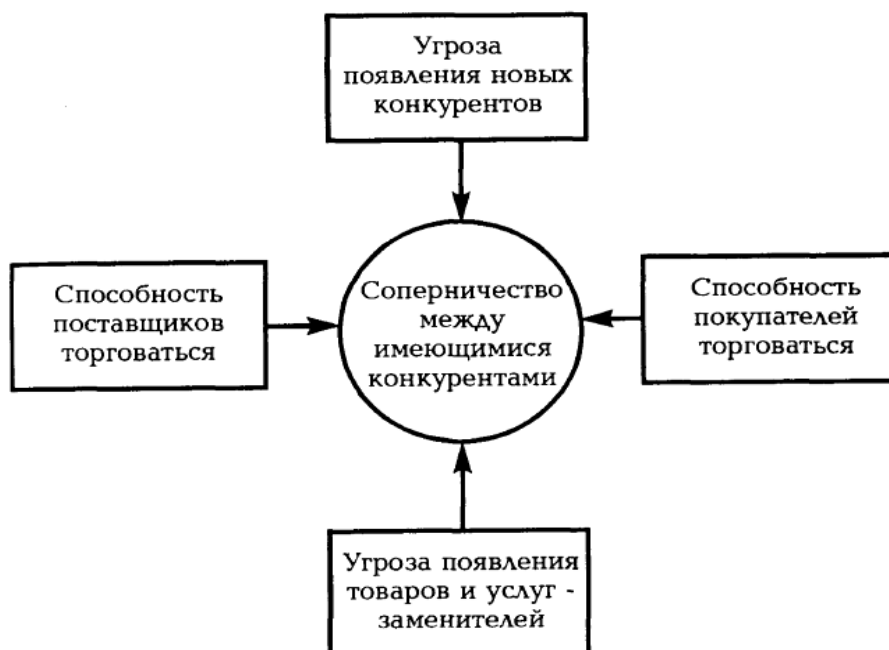 Угроза
появления новых
конкурентов
Способность
поставщиков
торговаться
Соперничество
между
имеющимися
конкурентами
Способность
покупателей
торговаться
Угроза появления
товаров и услуг -
заменителей